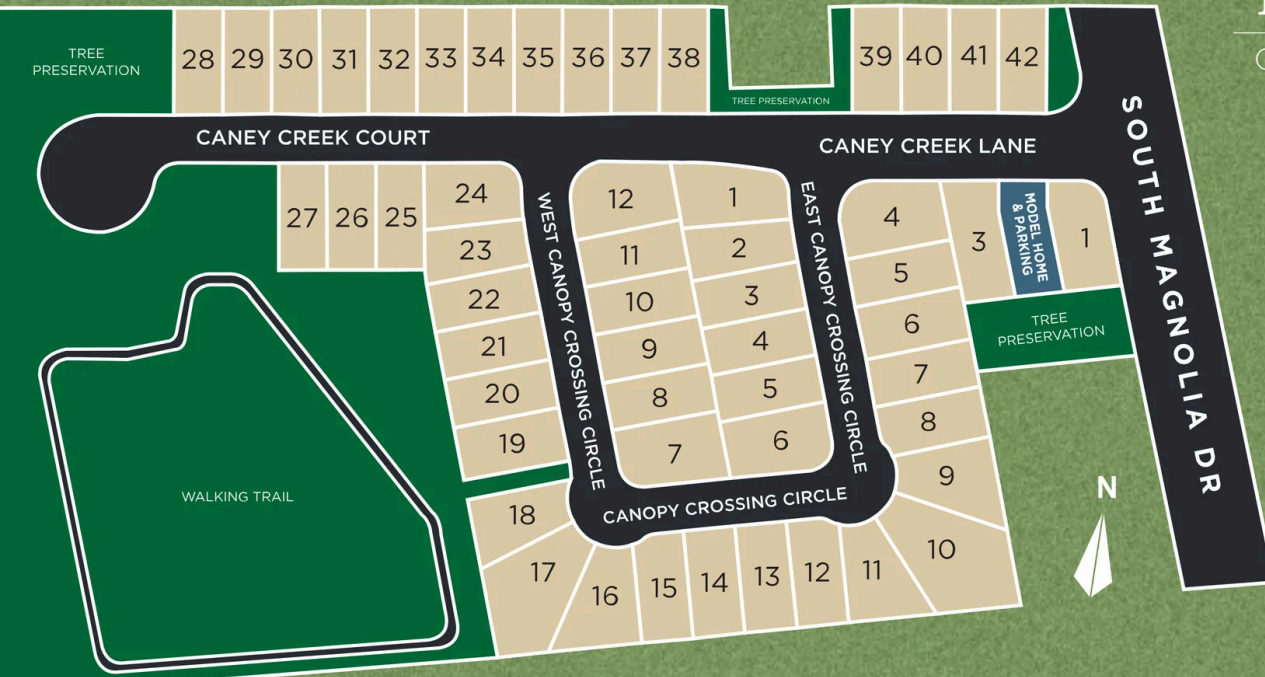 TREE
PRESERVATION
28 29 30 31 32 33 34 35 36 37 38
TREE PRESERVATION
39 40 41 42
CANEY CREEK COURT
CANEY CREEK LANE
SOUTH MAGNOLIA DR
27 26 25
24
23
22
21
20
19
18
17
16
15
14
13
12
11
10
9
8
7
6
5
4
3
MODEL HOME
& PARKING
1
TREE
PRESERVATION
WEST CANOPY CROSSING CIRCLE
12
11
10
9
8
7
1
2
3
4
5
6
EAST CANOPY CROSSING CIRCLE
CANOPY CROSSING CIRCLE
WALKING TRAIL
N